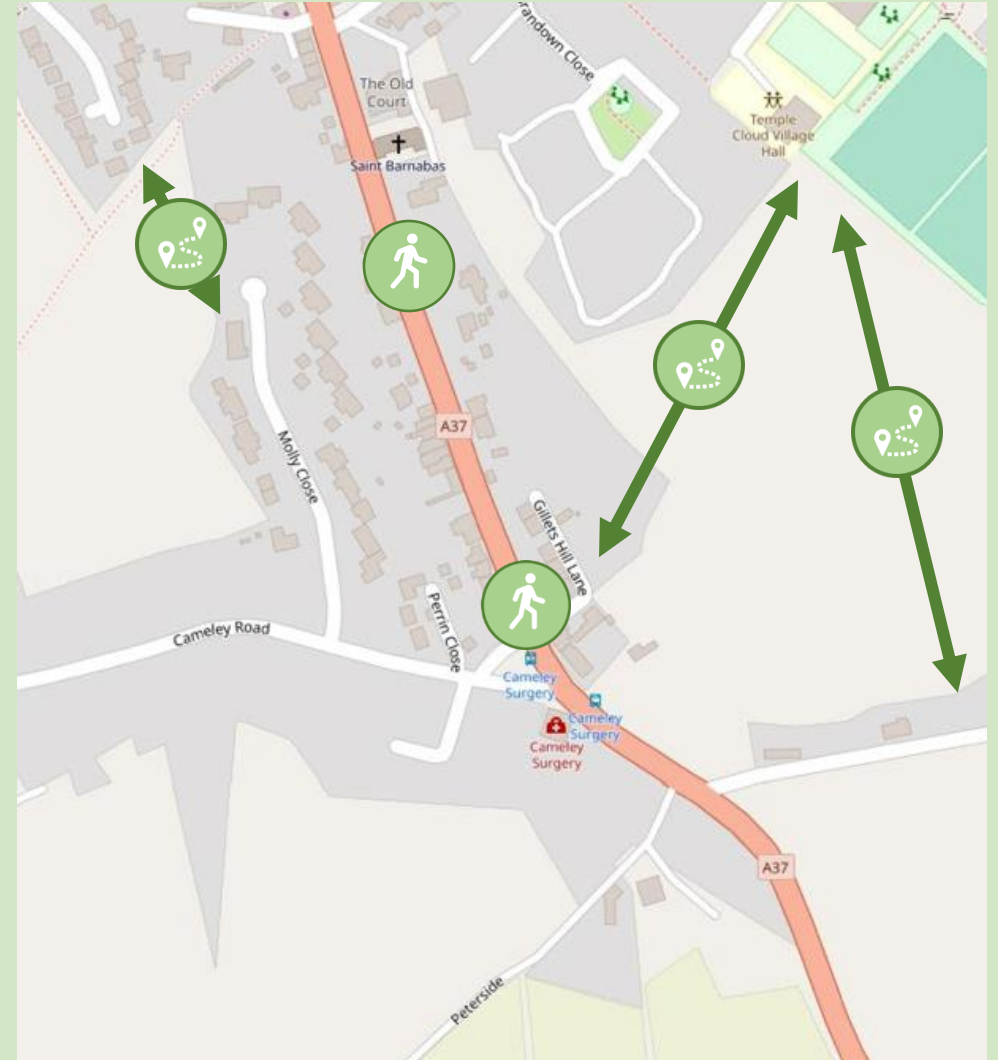 randown Close
The Old
Court
Saint Barnabas
Temple
Cloud Village
Hall
A37
Molly Close
Gillets Hill Lane
Perrin Close
Cameley Road
Cameley
Surgery
Cameley
Surgery
Cameley
Surgery
A37
Peterside